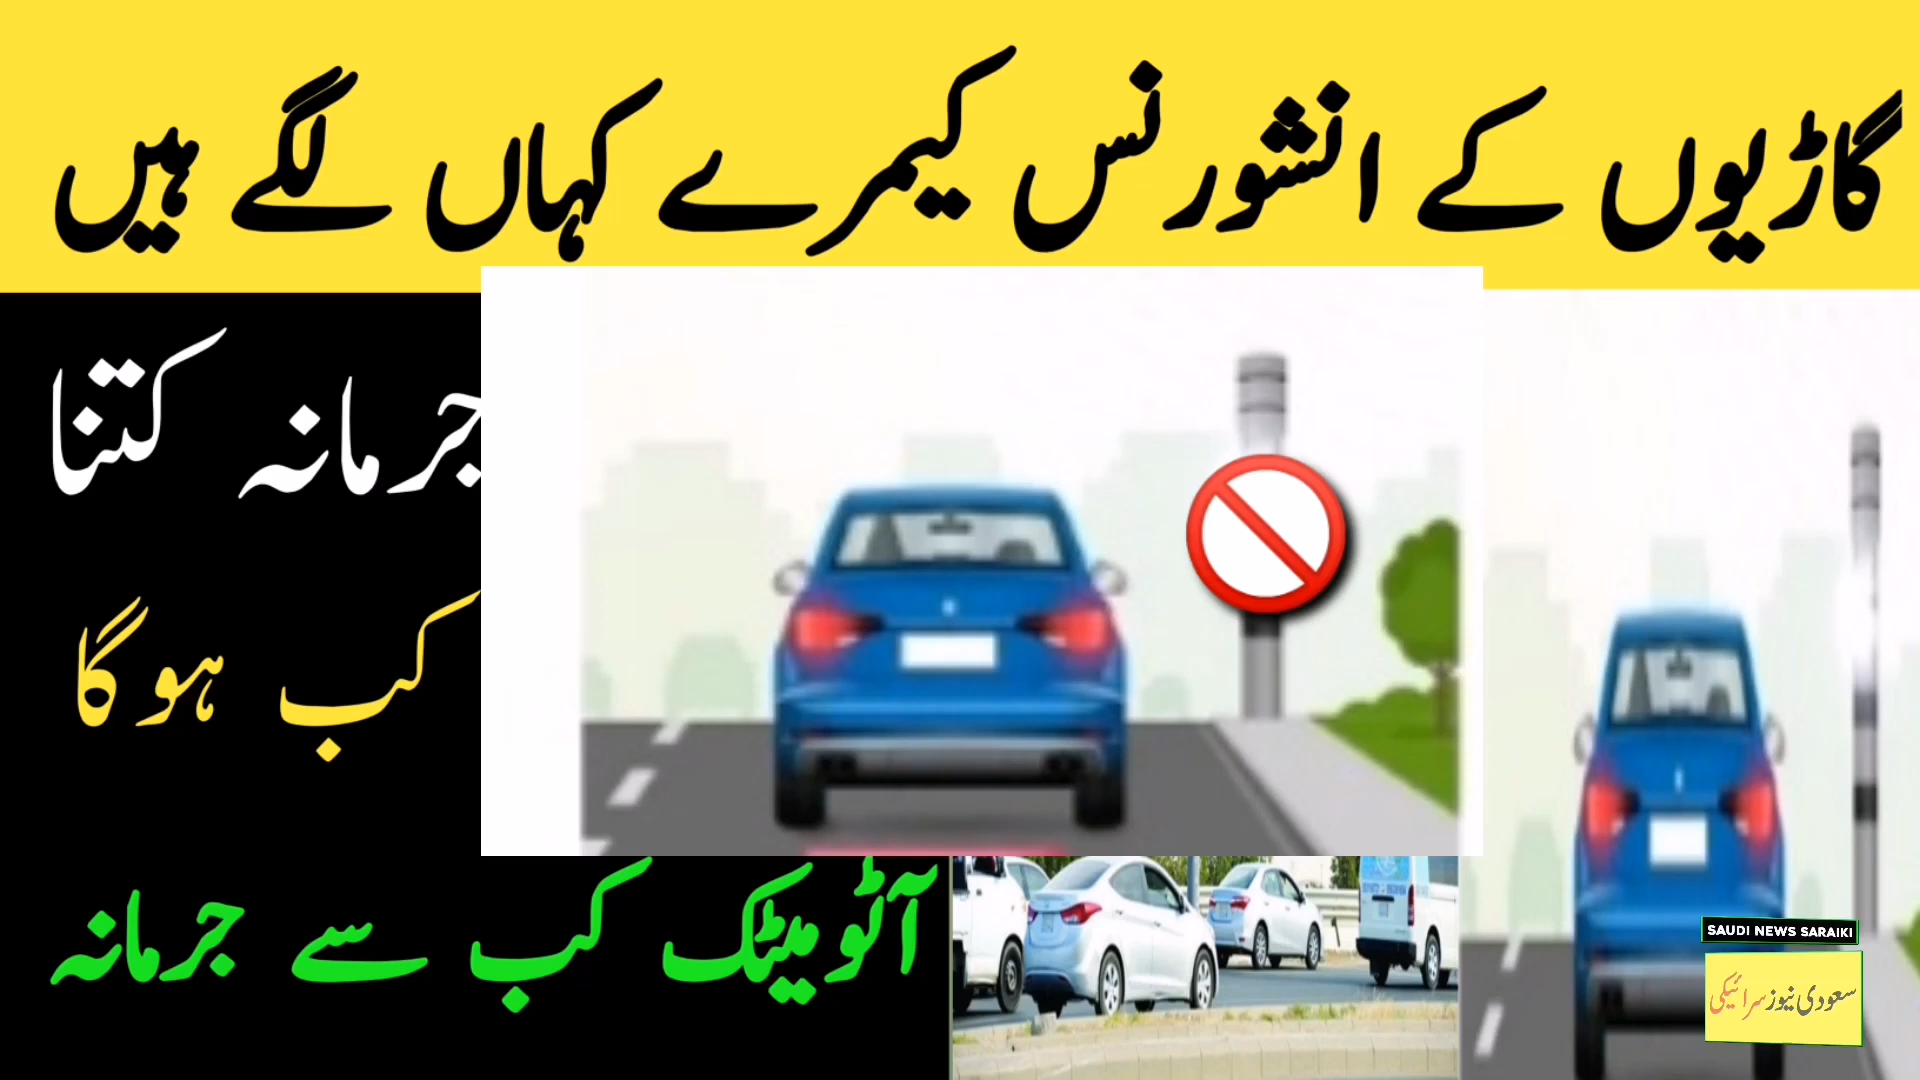 گاڑیوں کے انشورنس کیمرے کہاں لگے ہیں
جرمانہ کتنا
کب ہوگا
آٹومیٹک کب سے جرمانہ
SAUDI NEWS SARAIKI
سعودی نیوز سرائیکی